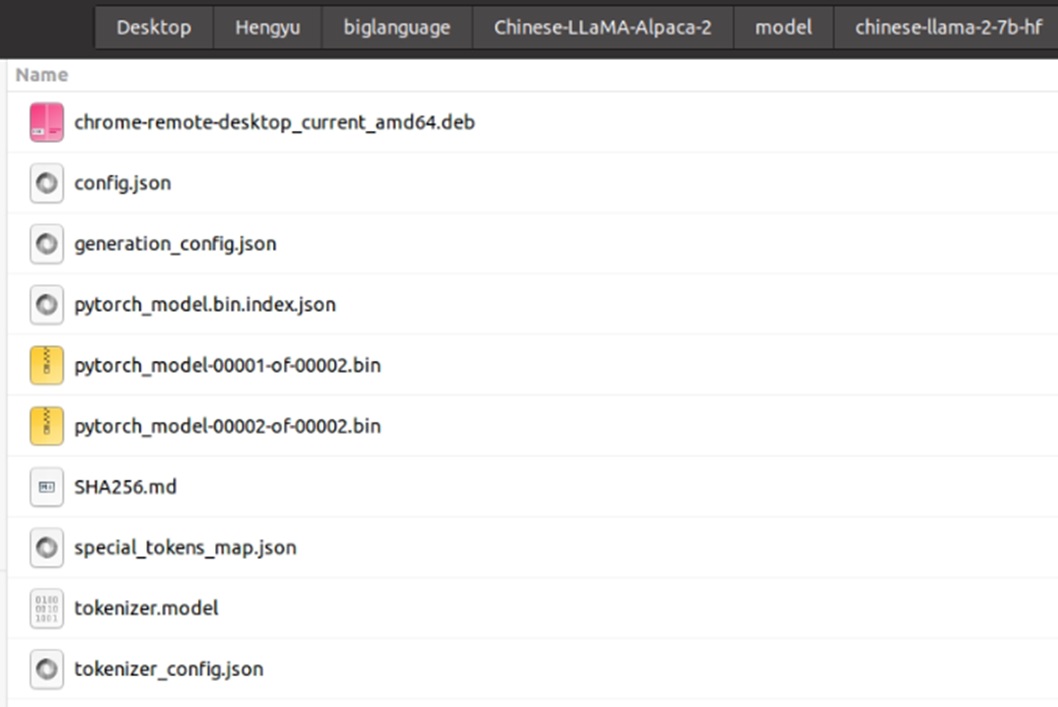 Desktop Hengyu biglanguage Chinese-LLaMA-Alpaca-2 model chinese-llama-2-7b-hf
Name
chrome-remote-desktop_current_amd64.deb
config.json
generation_config.json
pytorch_model.bin.index.json
pytorch_model-00001-of-00002.bin
pytorch_model-00002-of-00002.bin
SHA256.md
special_tokens_map.json
tokenizer.model
tokenizer_config.json